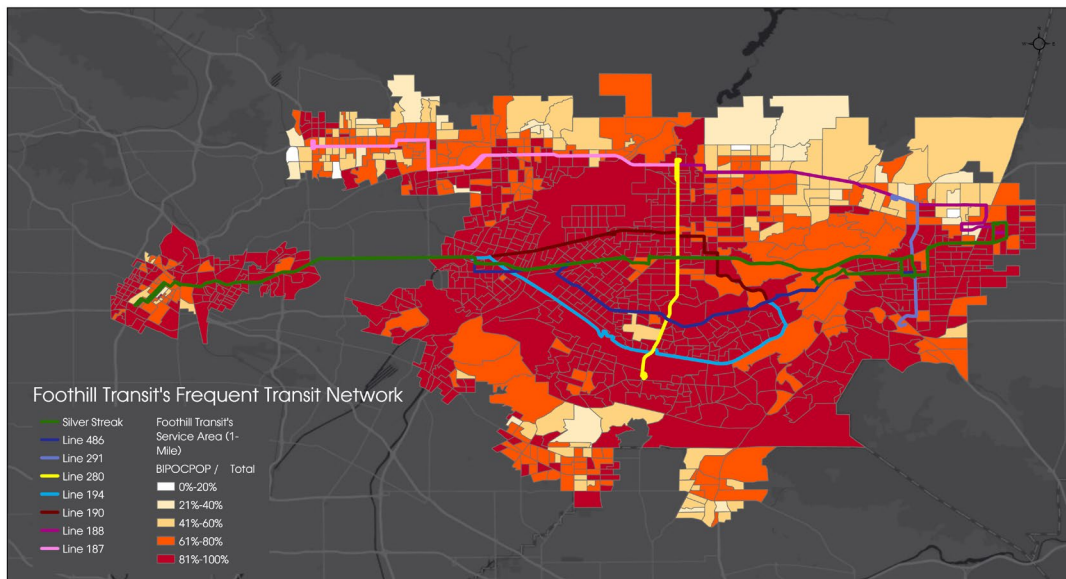 Foothill Transit's Frequent Transit Network
Silver Streak
Line 486
Line 291
Line 280
Line 194
Line 190
Line 188
Line 187
Foothill Transit's
Service Area (1-
Mile)
BIPOCPOP / Total
0%-20%
21%-40%
41%-60%
61%-80%
81%-100%